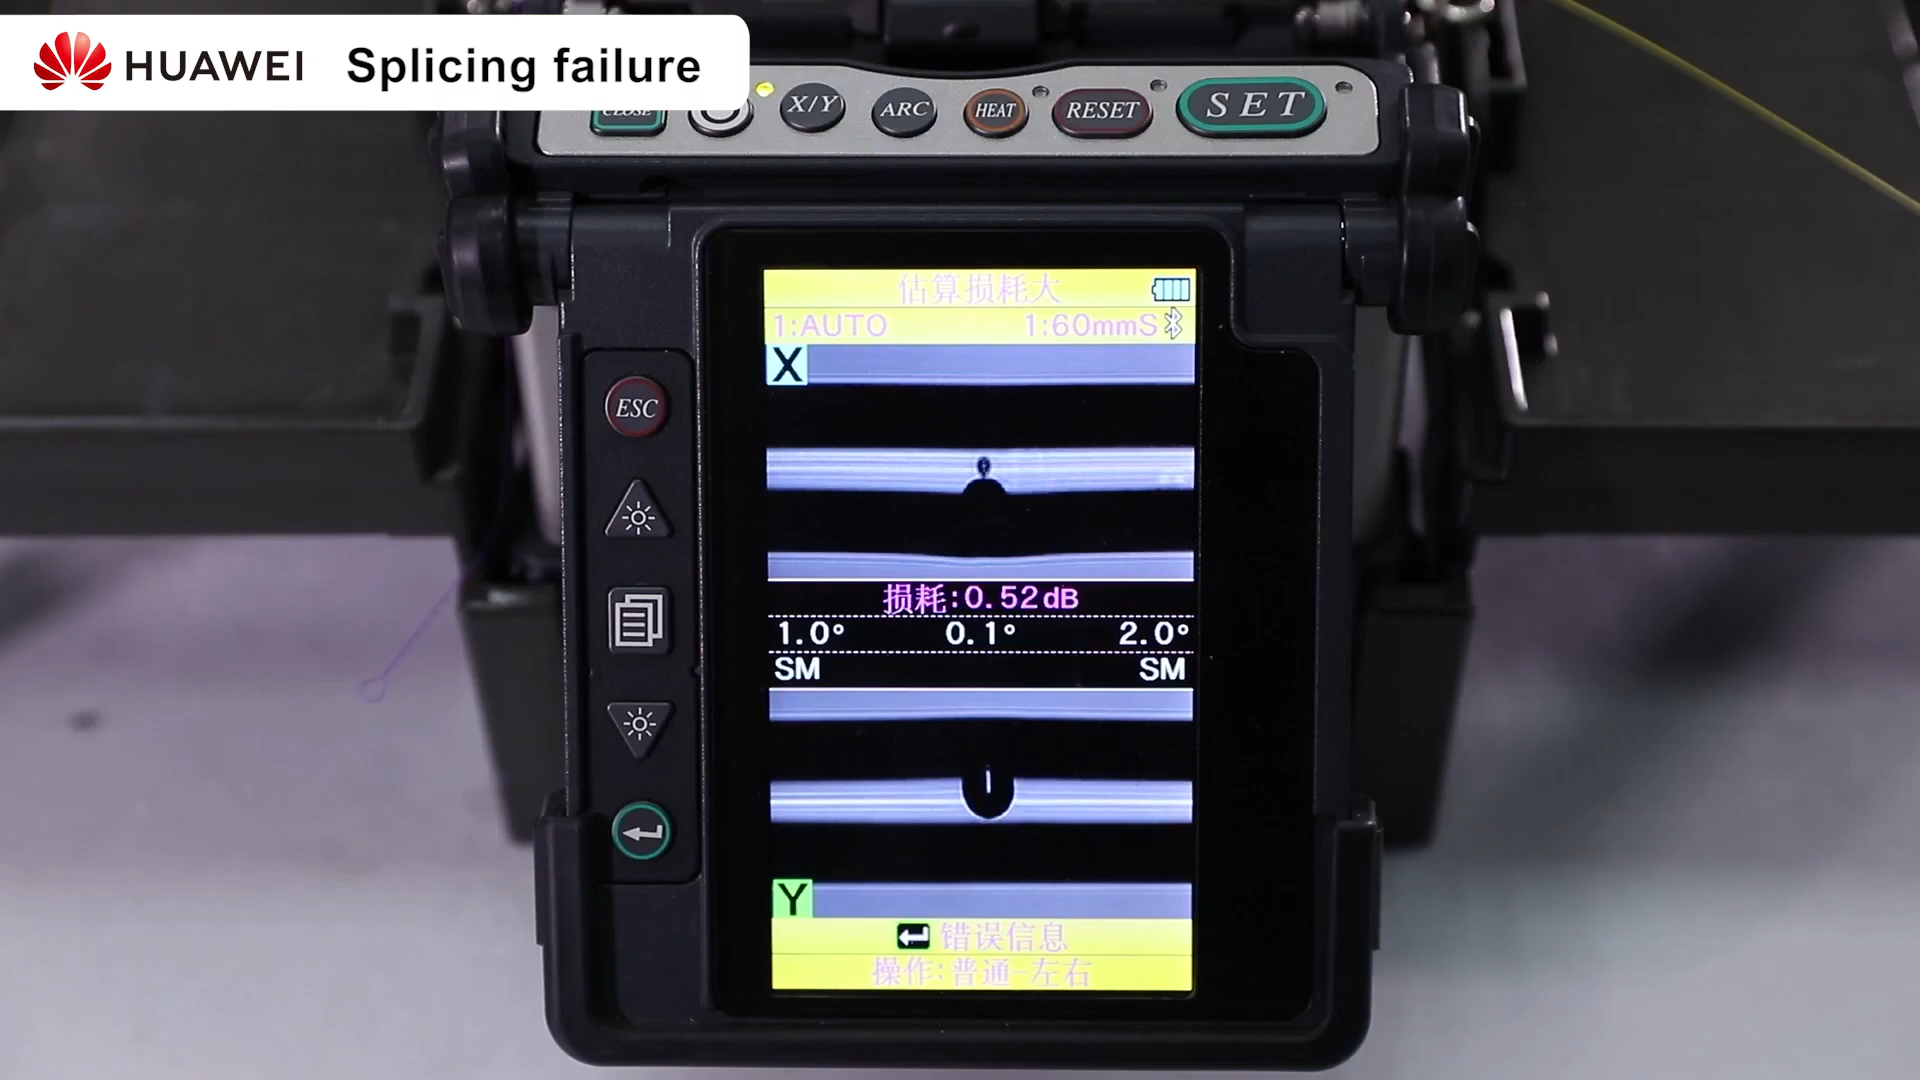 HUAWEI Splicing failure
CLOSE X/Y ARC HEAT RESET SET
估算损耗大
1:AUTO 1:60mmS
X
ESC
损耗:0.52dB
1.0° 0.1° 2.0°
SM SM
Y
错误信息
操作:普通-左右